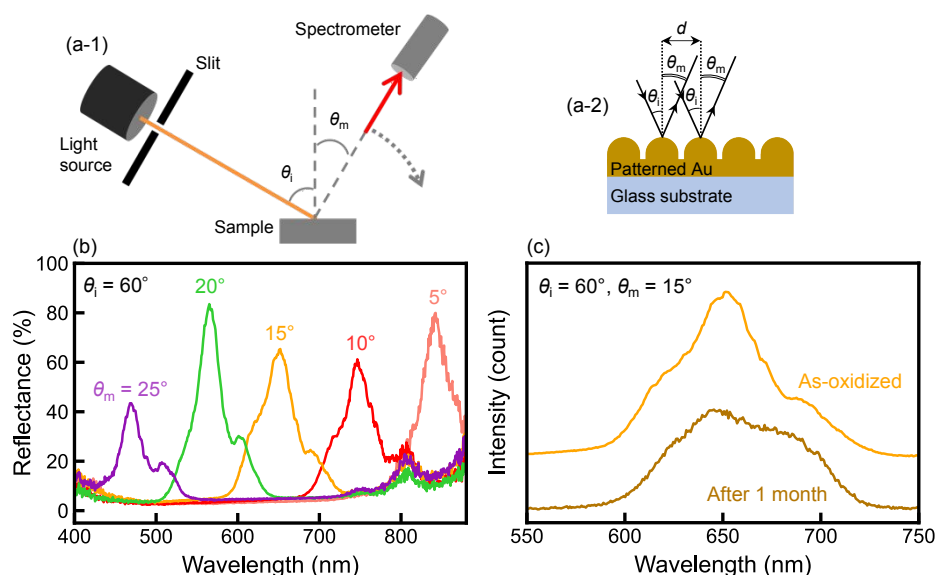 (a-1)
Spectrometer
Slit
θm
Light
source
θi
Sample
d
θm θm
(a-2)
θi θi
Patterned Au
Glass substrate
(b)
θi = 60°
20°
5°
15°
10°
θm = 25°
Reflectance (%)
100
80
60
40
20
0
400 500 600 700 800
Wavelength (nm)
(c)
θi = 60°, θm = 15°
As-oxidized
After 1 month
Intensity (count)
550 600 650 700 750
Wavelength (nm)